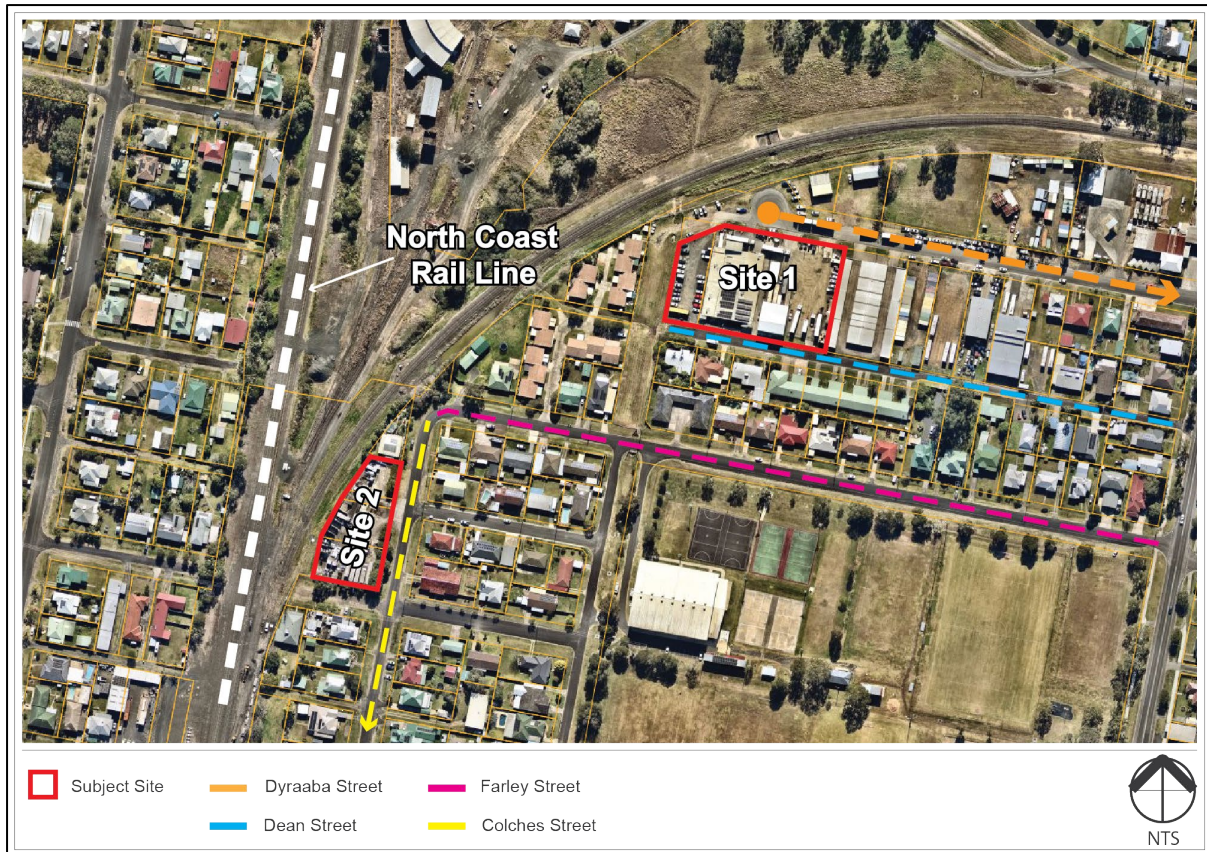 North Coast
Rail Line
Site 1
Site 2
Subject Site
Dyraaba Street
Farley Street
Dean Street
Colches Street
NTS